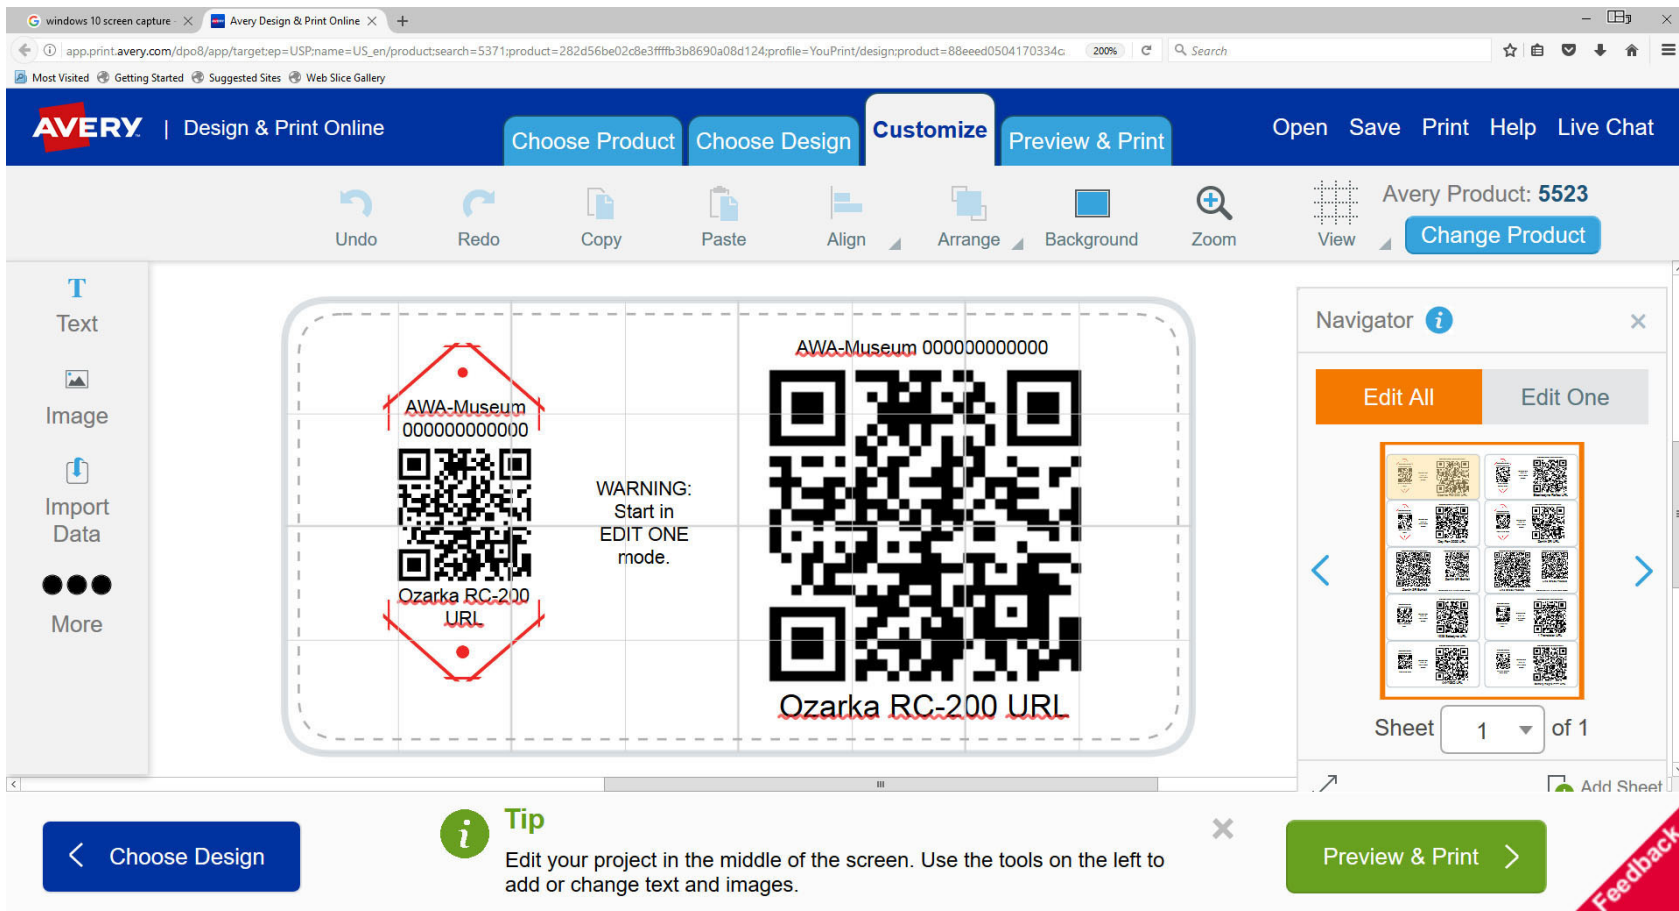 windows 10 screen capture
Avery Design & Print Online
app.print.avery.com/dpo8/app/target;ep=USP;name=US_en/product;search=5371;product=282d56be02c8e3ffffb3b8690a08d124;profile=YouPrint/design;product=88eeed0504170334c
200%
Search
Most Visited
Getting Started
Suggested Sites
Web Slice Gallery
AVERY
| Design & Print Online
Choose Product
Choose Design
Customize
Preview & Print
Open
Save
Print
Help
Live Chat
Undo
Redo
Copy
Paste
Align
Arrange
Background
Zoom
View
Avery Product: 5523
Change Product
Text
Image
Import
Data
More
AWA-Museum
000000000000
Ozarka RC-200
URL
WARNING:
Start in
EDIT ONE
mode.
AWA-Museum 000000000000
Ozarka RC-200 URL
Navigator
Edit All
Edit One
Sheet 1 of 1
Add Sheet
Choose Design
Tip
Edit your project in the middle of the screen. Use the tools on the left to
add or change text and images.
Preview & Print
Feedback